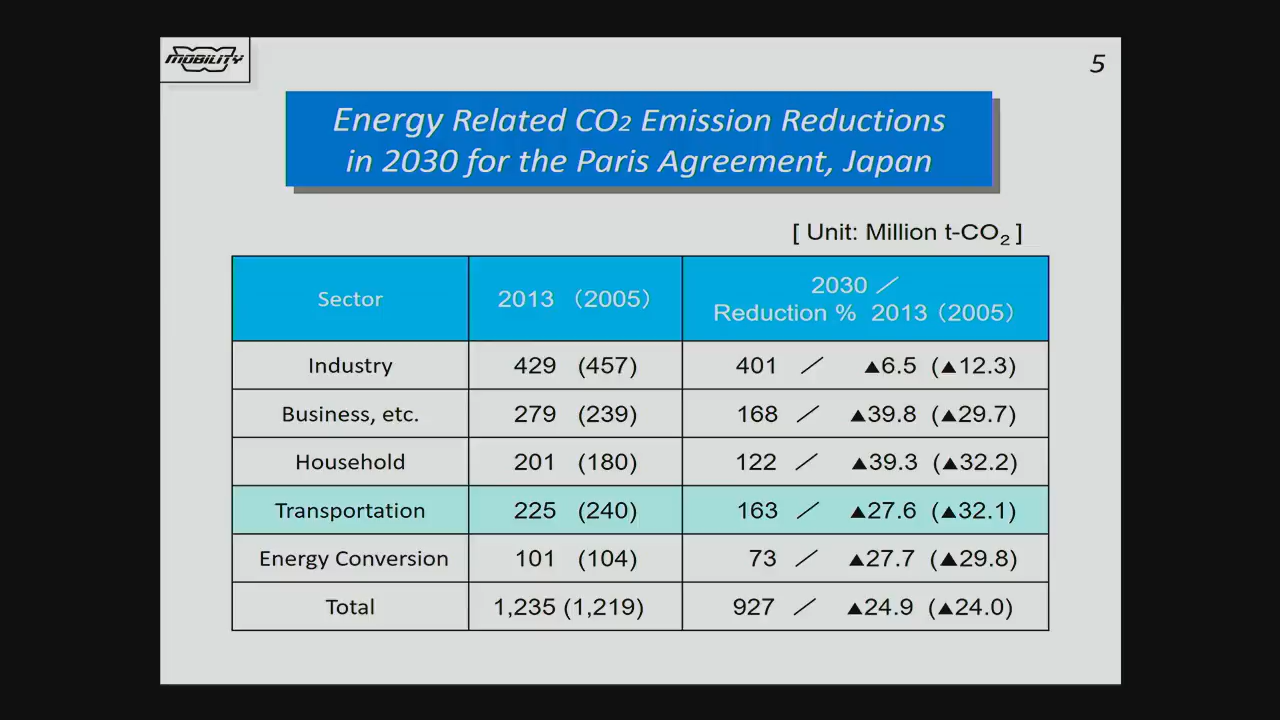 MOBILITY
5
Energy Related CO2 Emission Reductions
in 2030 for the Paris Agreement, Japan
[ Unit: Million t-CO₂ ]
Sector 2013 (2005) 2030 ／
Reduction % 2013 (2005)
Industry 429 (457) 401 ／ ▲6.5 (▲12.3)
Business, etc. 279 (239) 168 ／ ▲39.8 (▲29.7)
Household 201 (180) 122 ／ ▲39.3 (▲32.2)
Transportation 225 (240) 163 ／ ▲27.6 (▲32.1)
Energy Conversion 101 (104) 73 ／ ▲27.7 (▲29.8)
Total 1,235 (1,219) 927 ／ ▲24.9 (▲24.0)